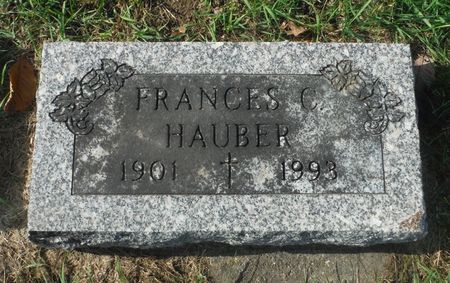 FRANCES C.
HAUBER
1901 † 1993